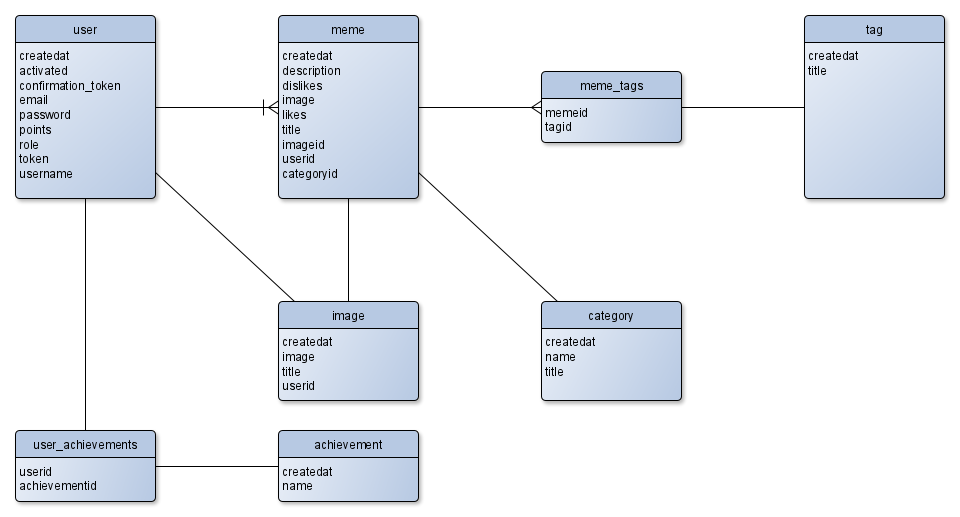 user
createdat
activated
confirmation_token
email
password
points
role
token
username
meme
createdat
description
dislikes
image
likes
title
imageid
userid
categoryid
meme_tags
memeid
tagid
tag
createdat
title
image
createdat
image
title
userid
category
createdat
name
title
user_achievements
userid
achievementid
achievement
createdat
name